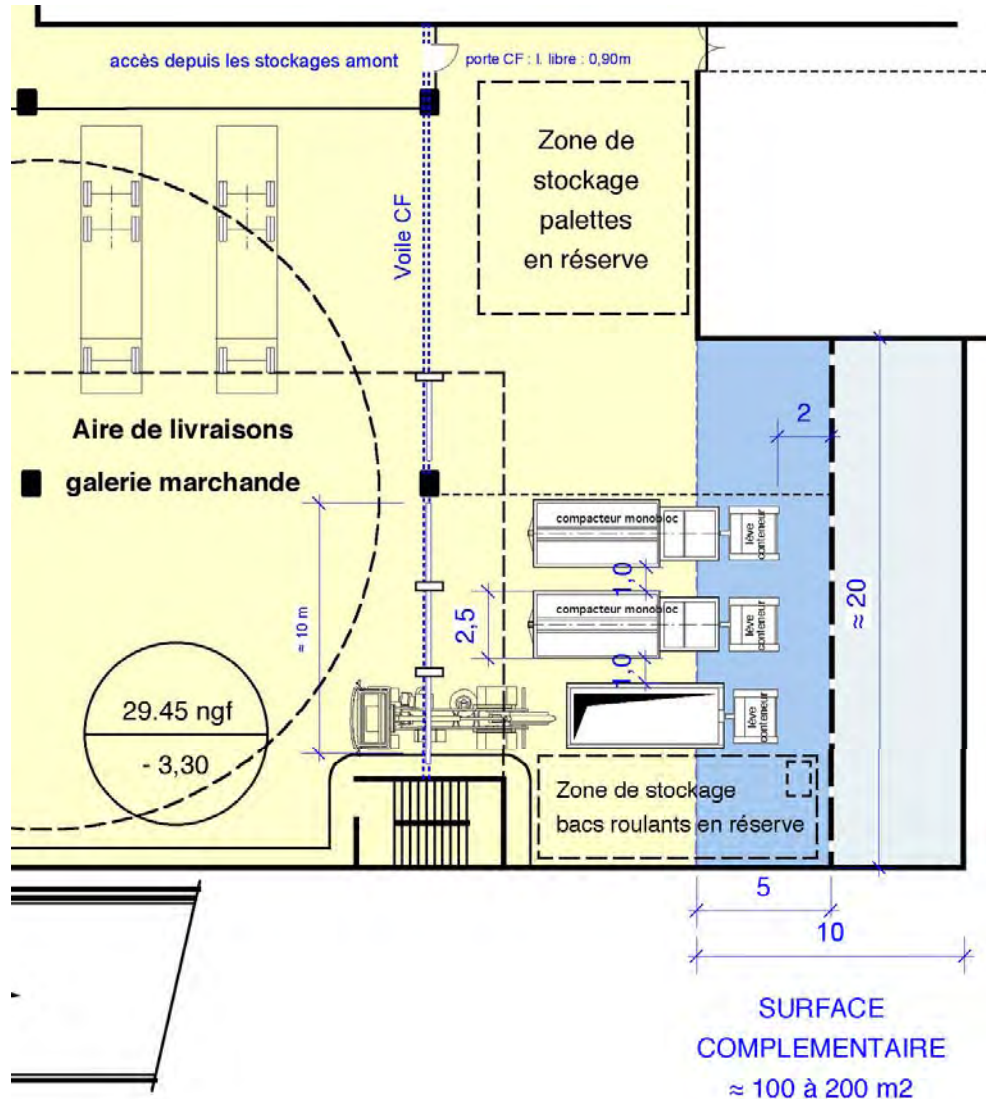 accès depuis les stockages amont
porte CF : l. libre : 0,90m
Zone de
stockage
palettes
en réserve
Voile CF
Aire de livraisons
galerie marchande
2
compacteur monobloc
lève
conteneur
1,0
≈ 10 m
2,5
compacteur monobloc
lève
conteneur
≈ 20
1,0
lève
conteneur
29.45 ngf
- 3,30
Zone de stockage
bacs roulants en réserve
5
10
SURFACE
COMPLEMENTAIRE
≈ 100 à 200 m2